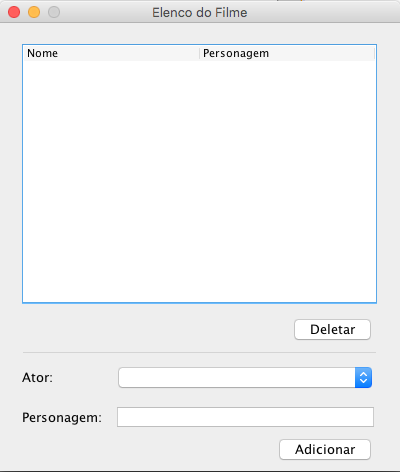 Elenco do Filme
Nome Personagem
Deletar
Ator:
Personagem:
Adicionar